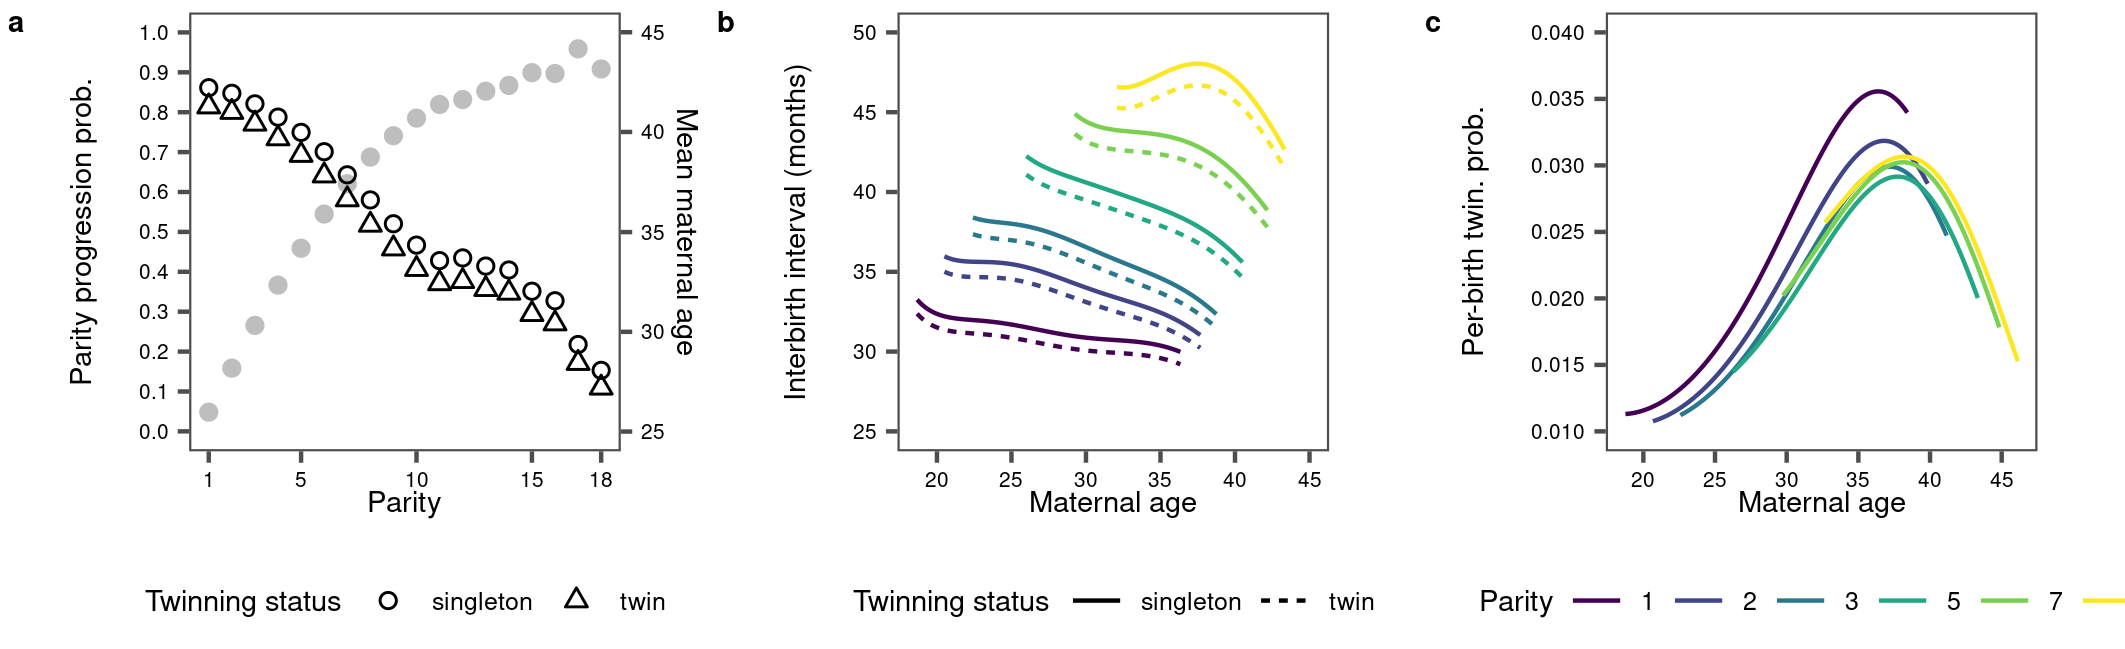 a
Parity progression prob.
1.0
0.9
0.8
0.7
0.6
0.5
0.4
0.3
0.2
0.1
0.0
45
40
35
30
25
Mean maternal age
1 5 10 15 18
Parity
Twinning status singleton twin
b
Interbirth interval (months)
50
45
40
35
30
25
20 25 30 35 40 45
Maternal age
Twinning status singleton twin
c
Per-birth twin. prob.
0.040
0.035
0.030
0.025
0.020
0.015
0.010
20 25 30 35 40 45
Maternal age
Parity 1 2 3 5 7